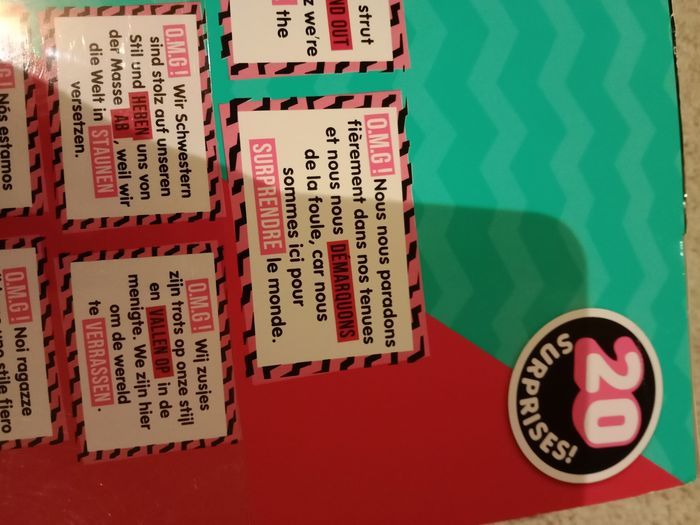 strut
ND OUT
z we're
the
O.M.G! Nous nous paradons
fièrement dans nos tenues
et nous nous DÉMARQUONS
de la foule, car nous
sommes ici pour
SURPRENDRE le monde.
20
SURPRISES!
O.M.G! Wir Schwestern
sind stolz auf unseren
Stil und HEBEN uns von
der Masse AB, weil wir
die Welt in STAUNEN
versetzen.
O.M.G! Wij zusjes
zijn trots op onze stijl
en VALLEN OP in de
menigte. We zijn hier
om de wereld
te VERRASSEN.
G! Nós estamos
O.M.G! Noi ragazze
stile fiero